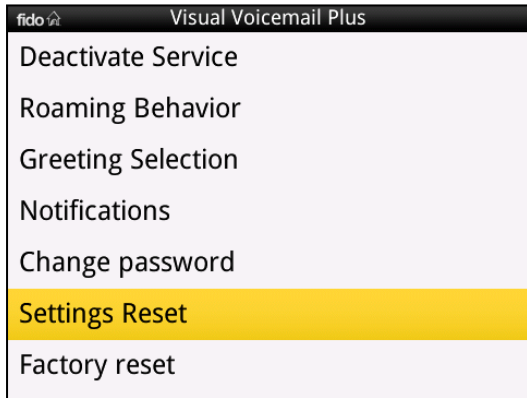 fido Visual Voicemail Plus
Deactivate Service
Roaming Behavior
Greeting Selection
Notifications
Change password
Settings Reset
Factory reset